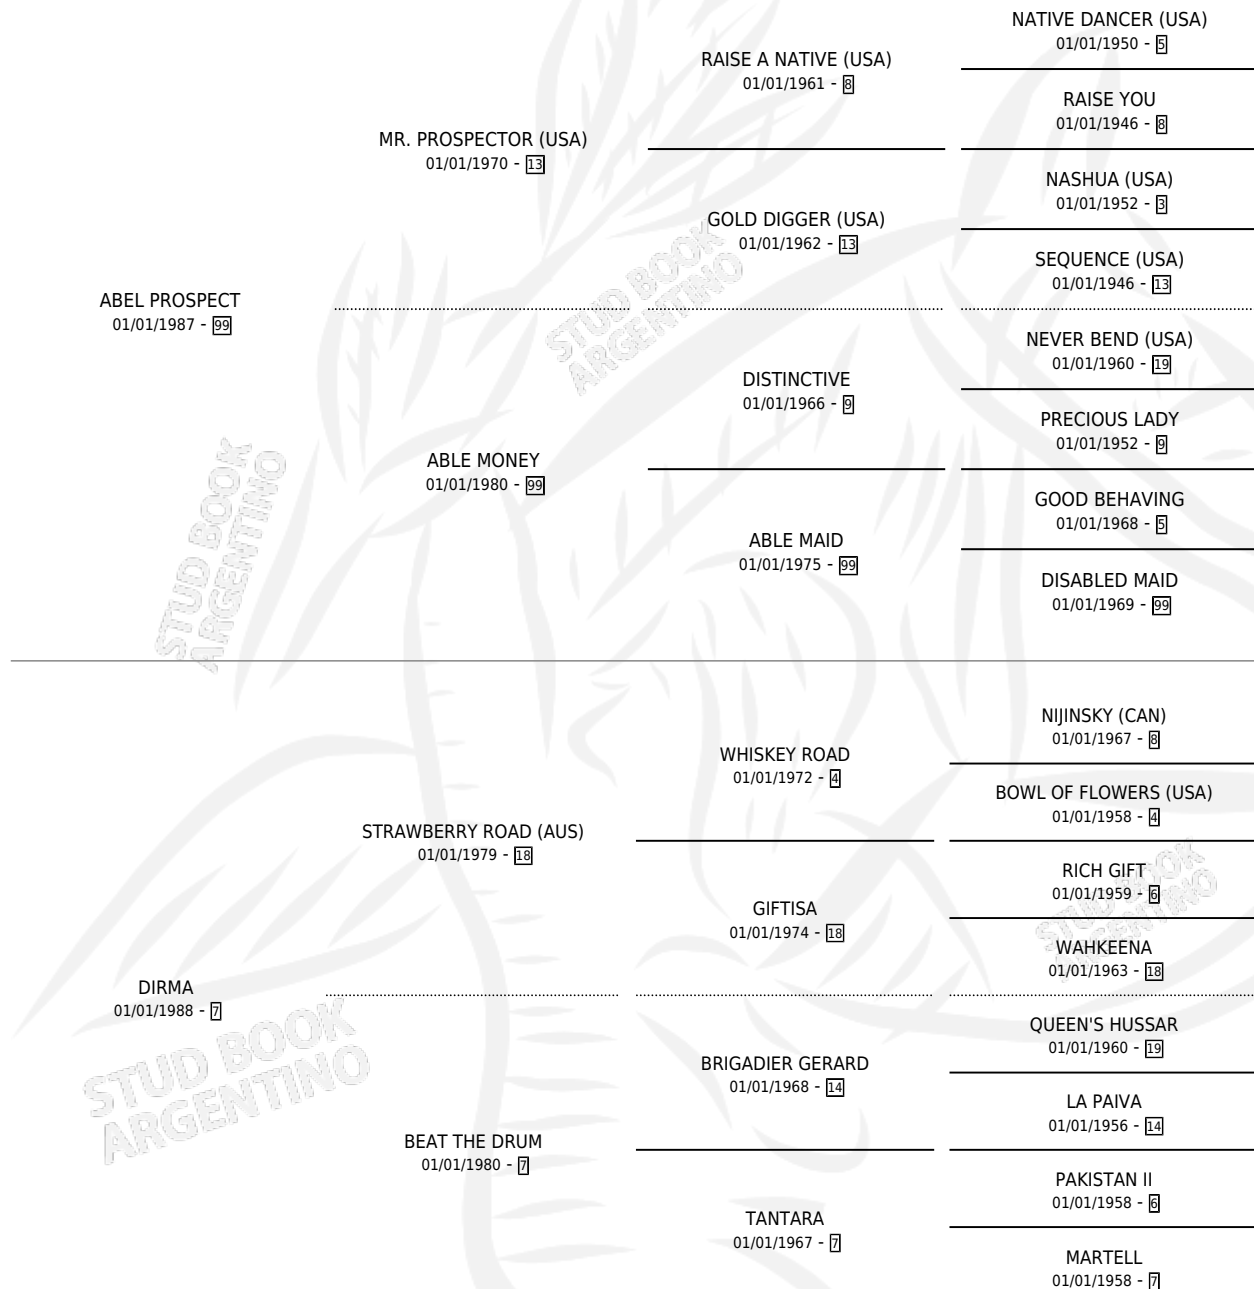 NATIVE DANCER (USA)
01/01/1950 - 5
RAISE A NATIVE (USA)
01/01/1961 - 8
RAISE YOU
01/01/1946 - 8
MR. PROSPECTOR (USA)
01/01/1970 - 13
NASHUA (USA)
01/01/1952 - 3
GOLD DIGGER (USA)
01/01/1962 - 13
SEQUENCE (USA)
01/01/1946 - 13
ABEL PROSPECT
01/01/1987 - 99
NEVER BEND (USA)
01/01/1960 - 19
DISTINCTIVE
01/01/1966 - 9
PRECIOUS LADY
01/01/1952 - 9
ABLE MONEY
01/01/1980 - 99
GOOD BEHAVING
01/01/1968 - 5
ABLE MAID
01/01/1975 - 99
DISABLED MAID
01/01/1969 - 99
NIJINSKY (CAN)
01/01/1967 - 8
WHISKEY ROAD
01/01/1972 - 4
BOWL OF FLOWERS (USA)
01/01/1958 - 4
STRAWBERRY ROAD (AUS)
01/01/1979 - 18
RICH GIFT
01/01/1959 - 6
GIFTISA
01/01/1974 - 18
WAHKEENA
01/01/1963 - 18
DIRMA
01/01/1988 - 7
QUEEN'S HUSSAR
01/01/1960 - 19
BRIGADIER GERARD
01/01/1968 - 14
LA PAIVA
01/01/1956 - 14
BEAT THE DRUM
01/01/1980 - 7
PAKISTAN II
01/01/1958 - 6
TANTARA
01/01/1967 - 7
MARTELL
01/01/1958 - 7
STUD BOOK
ARGENTINO
STUD BOOK
ARGENTINO
STUD BOOK
ARGENTINO
STUD BOOK
ARGENTINO